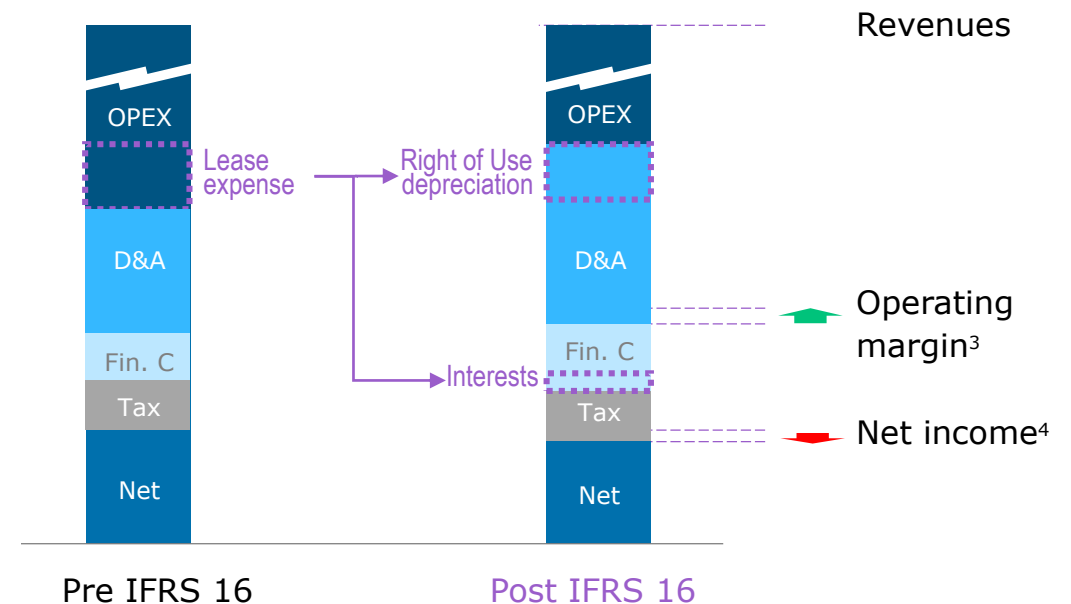 Revenues
OPEX
OPEX
Lease
expense
Right of Use
depreciation
D&A
D&A
Operating
margin³
Fin. C
Fin. C
Interests
Tax
Tax
Net income⁴
Net
Net
Pre IFRS 16
Post IFRS 16